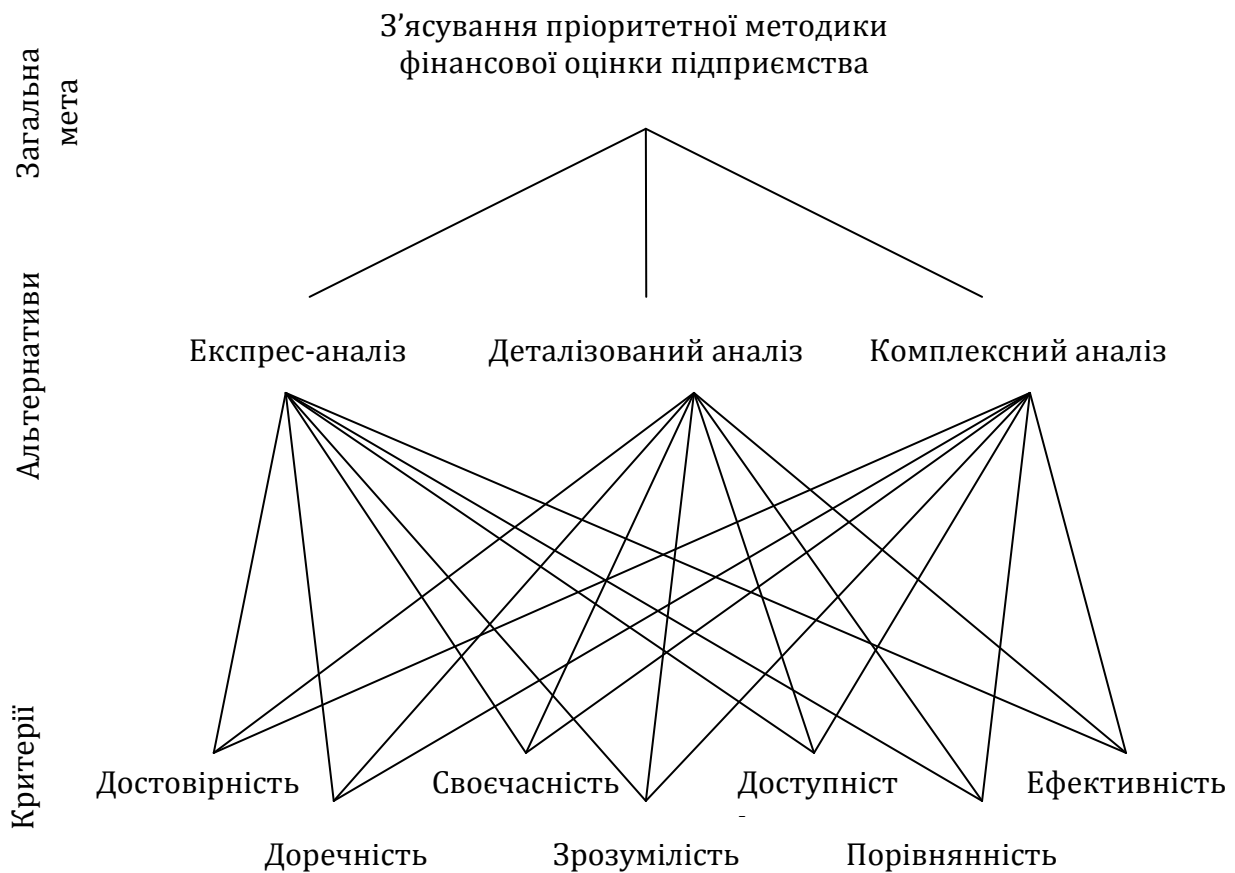 З’ясування пріоритетної методики
фінансової оцінки підприємства
Загальна
мета
Альтернативи
Експрес-аналіз Деталізований аналіз Комплексний аналіз
Критерії
Достовірність Своєчасність Доступніст Ефективність
Доречність Зрозумілість Порівнянність